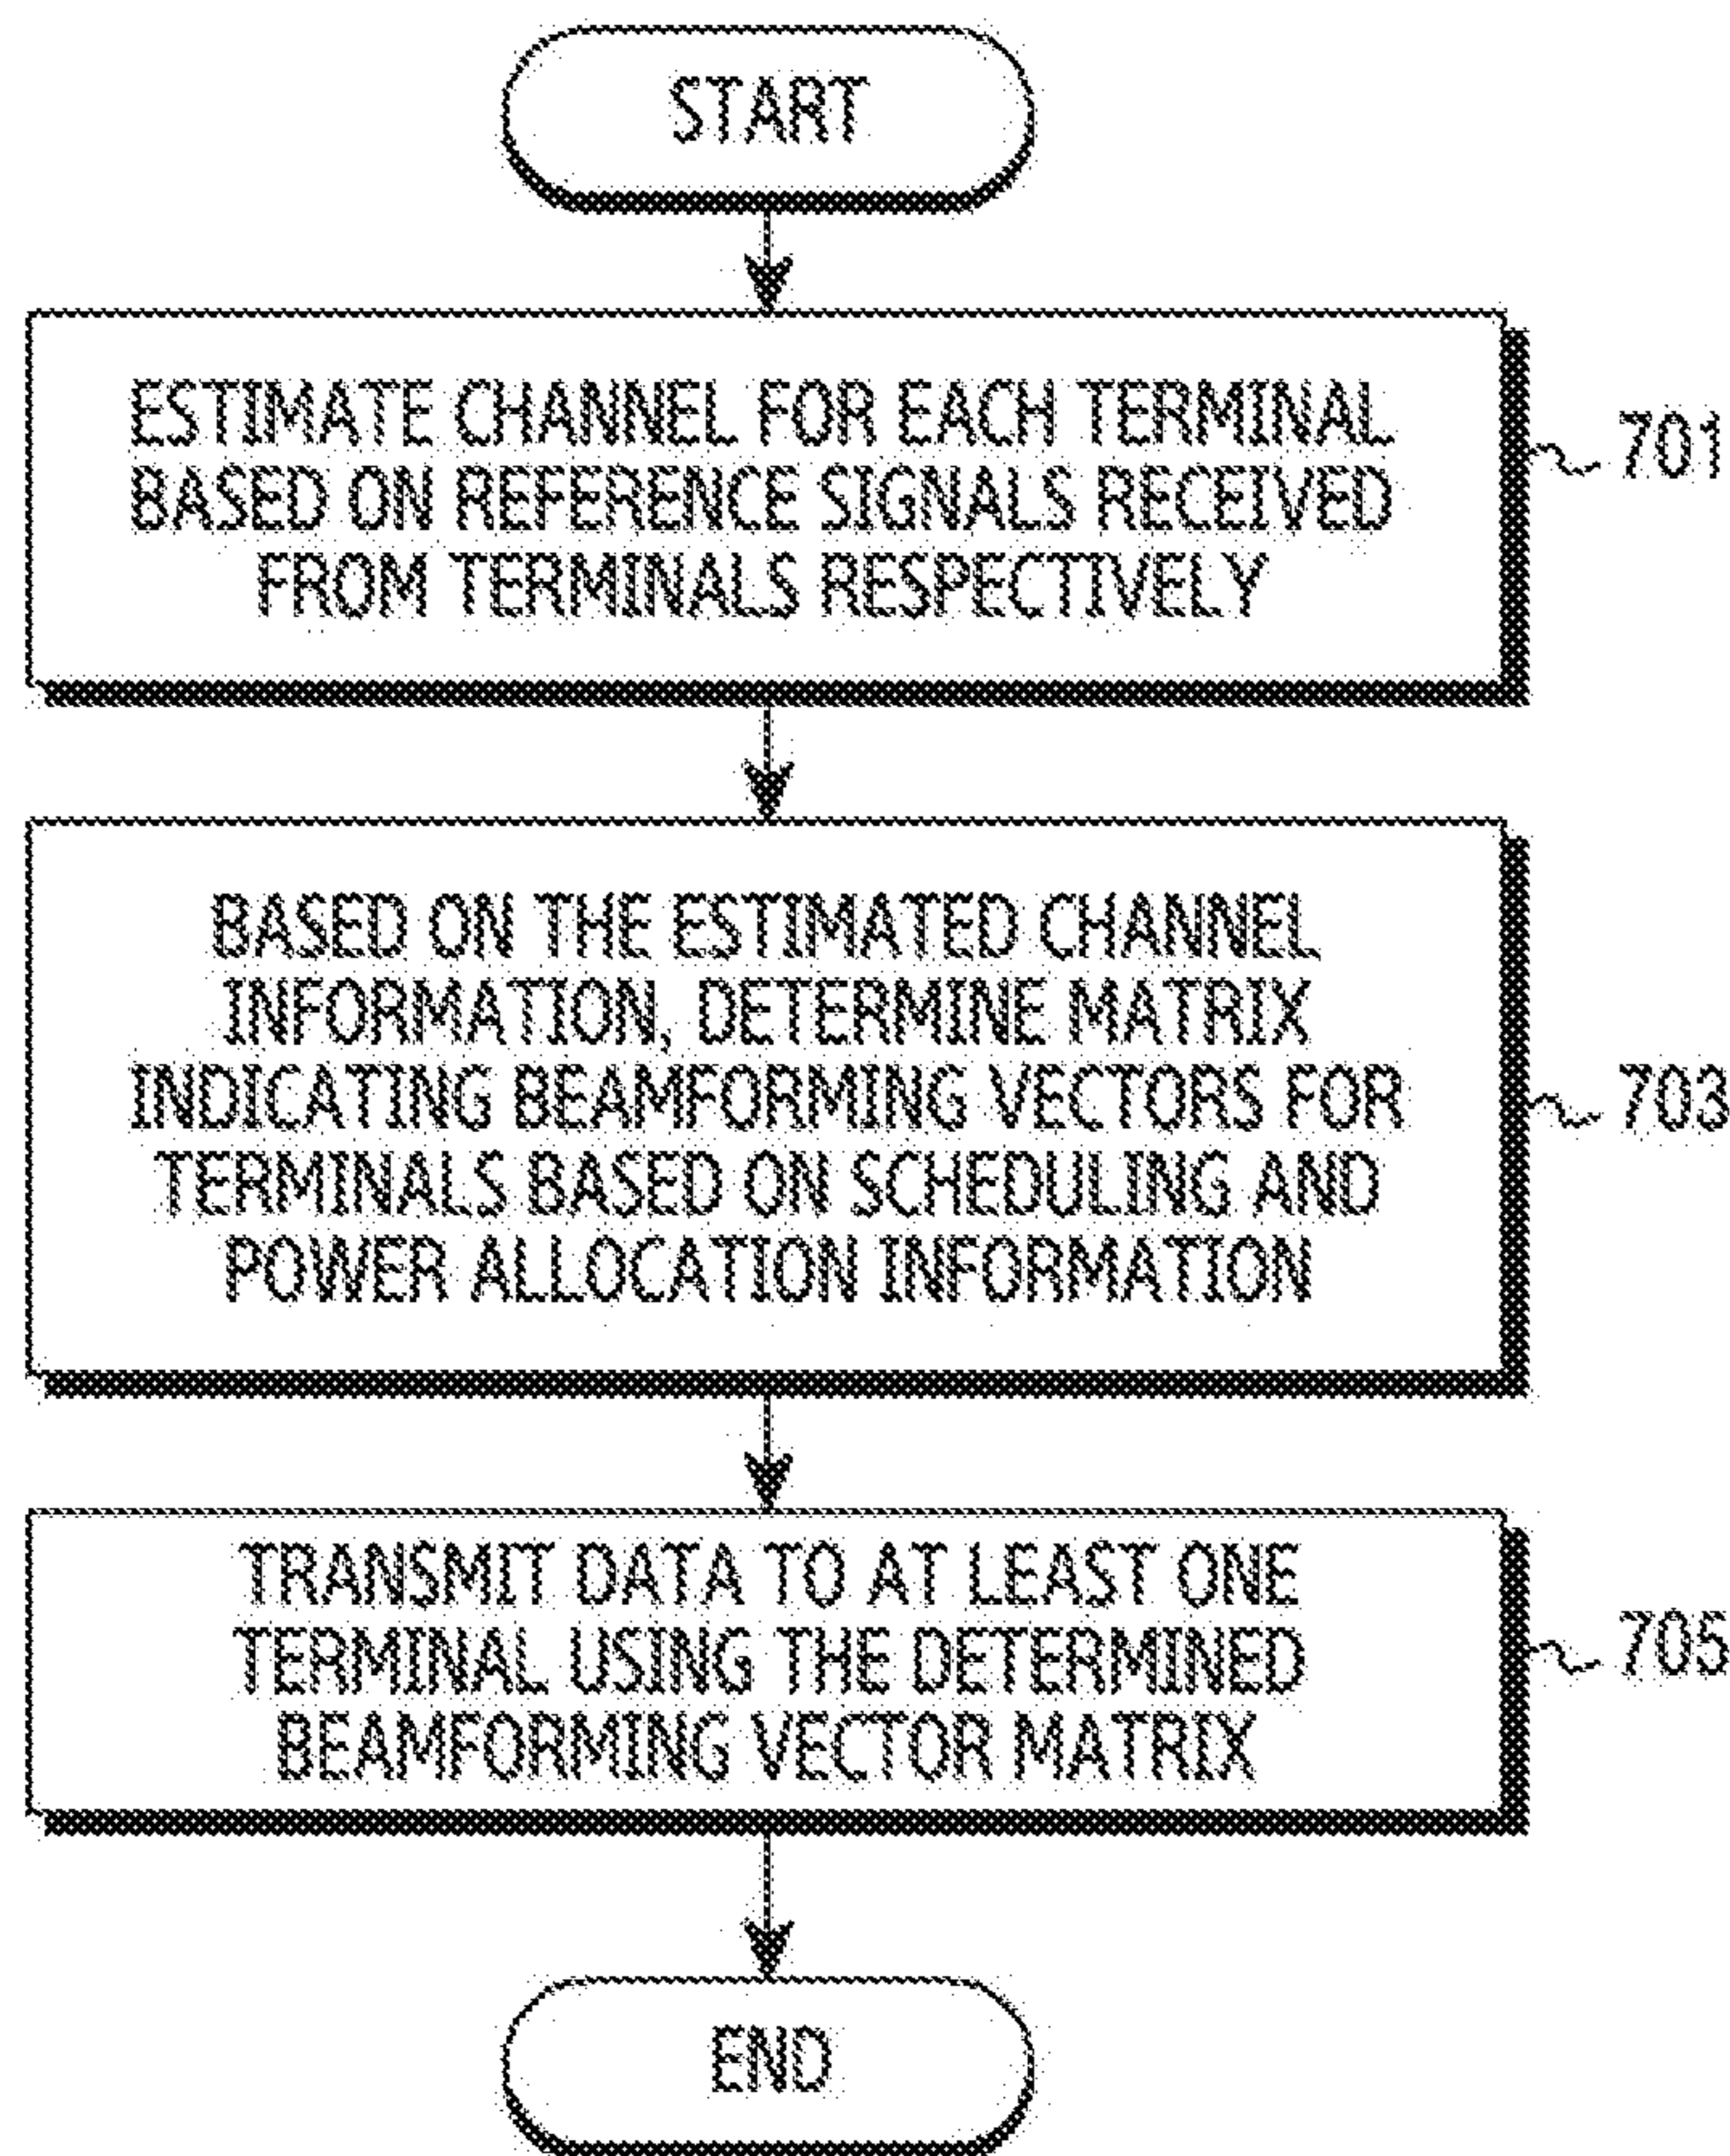 START
ESTIMATE CHANNEL FOR EACH TERMINAL
BASED ON REFERENCE SIGNALS RECEIVED
FROM TERMINALS RESPECTIVELY
701
BASED ON THE ESTIMATED CHANNEL
INFORMATION, DETERMINE MATRIX
INDICATING BEAMFORMING VECTORS FOR
TERMINALS BASED ON SCHEDULING AND
POWER ALLOCATION INFORMATION
703
TRANSMIT DATA TO AT LEAST ONE
TERMINAL USING THE DETERMINED
BEAMFORMING VECTOR MATRIX
705
END